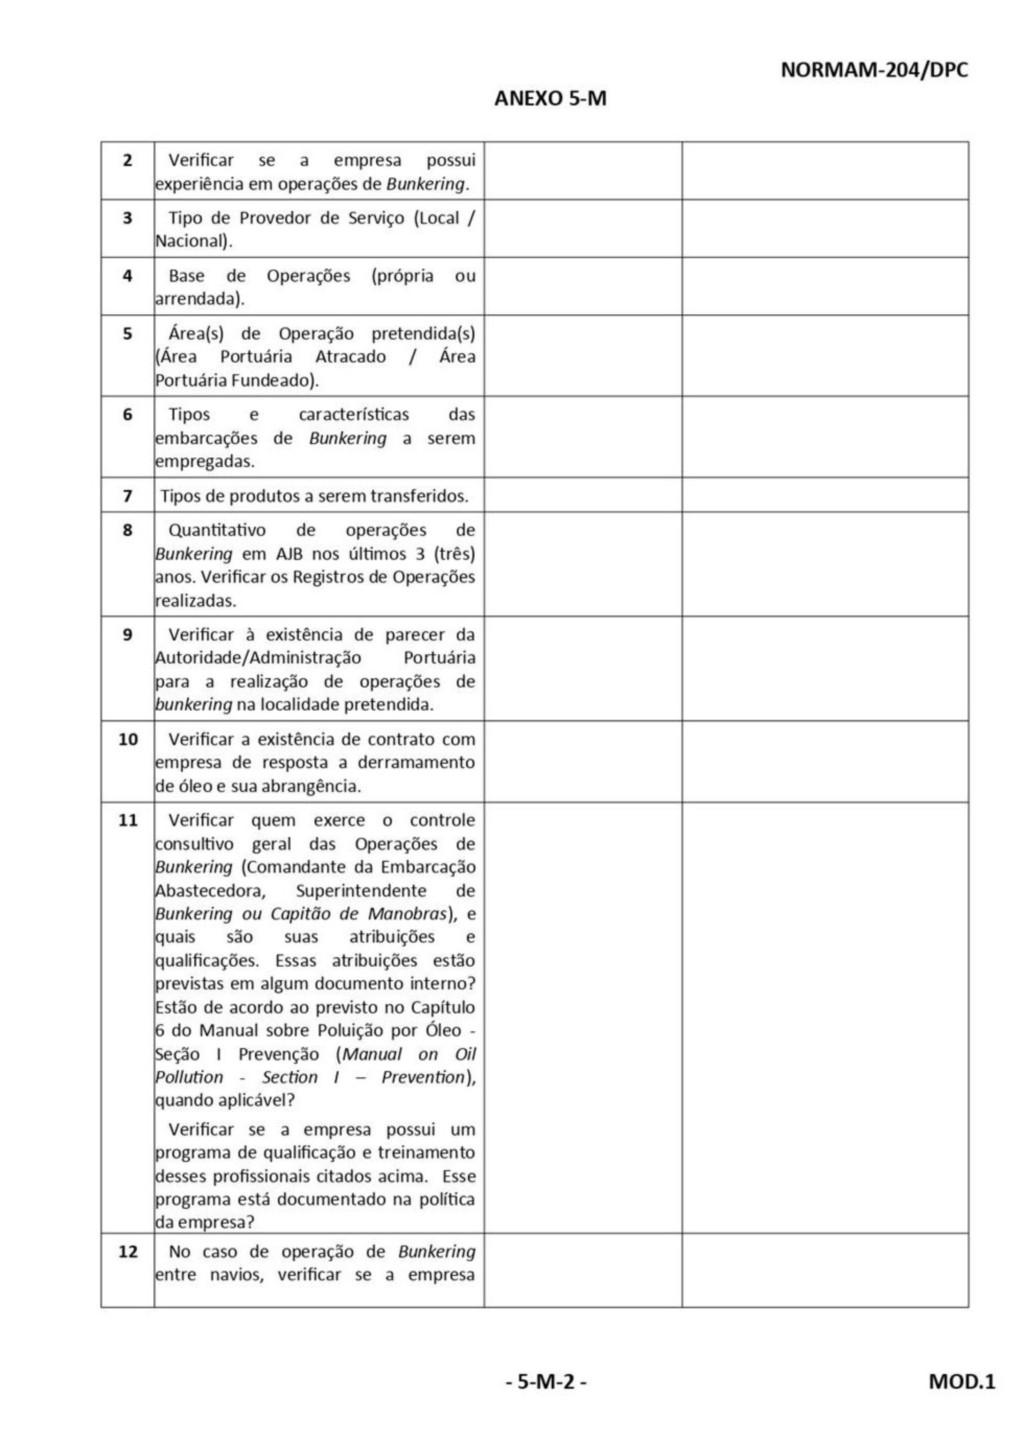 NORMAM-204/DPC
ANEXO 5-M
2 Verificar se a empresa possui
experiência em operações de Bunkering.
3 Tipo de Provedor de Serviço (Local /
Nacional).
4 Base de Operações (própria ou
arrendada).
5 Área(s) de Operação pretendida(s)
(Área Portuária Atracado / Área
Portuária Fundeado).
6 Tipos e características das
embarcações de Bunkering a serem
empregadas.
7 Tipos de produtos a serem transferidos.
8 Quantitativo de operações de
Bunkering em AJB nos últimos 3 (três)
anos. Verificar os Registros de Operações
realizadas.
9 Verificar à existência de parecer da
Autoridade/Administração Portuária
para a realização de operações de
bunkering na localidade pretendida.
10 Verificar a existência de contrato com
empresa de resposta a derramamento
de óleo e sua abrangência.
11 Verificar quem exerce o controle
consultivo geral das Operações de
Bunkering (Comandante da Embarcação
Abastecedora, Superintendente de
Bunkering ou Capitão de Manobras), e
quais são suas atribuições e
qualificações. Essas atribuições estão
previstas em algum documento interno?
Estão de acordo ao previsto no Capítulo
6 do Manual sobre Poluição por Óleo -
Seção I Prevenção (Manual on Oil
Pollution - Section I – Prevention),
quando aplicável?
Verificar se a empresa possui um
programa de qualificação e treinamento
desses profissionais citados acima. Esse
programa está documentado na política
da empresa?
12 No caso de operação de Bunkering
entre navios, verificar se a empresa
- 5-M-2 -
MOD.1